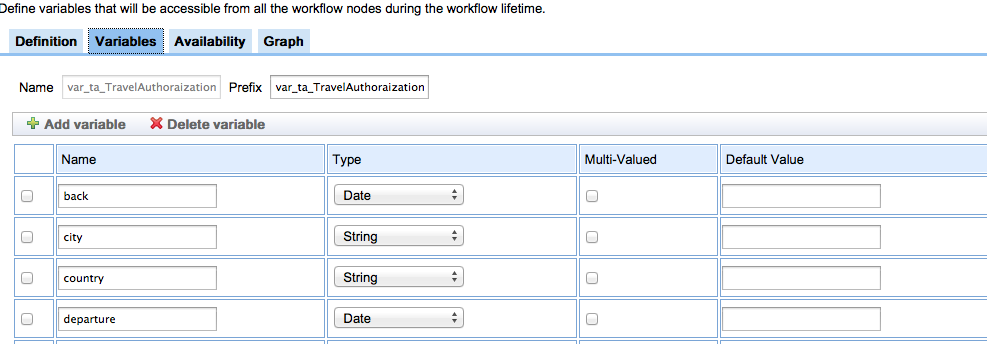 Define variables that will be accessible from all the workflow nodes during the workflow lifetime.
Definition Variables Availability Graph
Name var_ta_TravelAuthoraization Prefix var_ta_TravelAuthoraization
Add variable Delete variable
Name Type Multi-Valued Default Value
back Date
city String
country String
departure Date